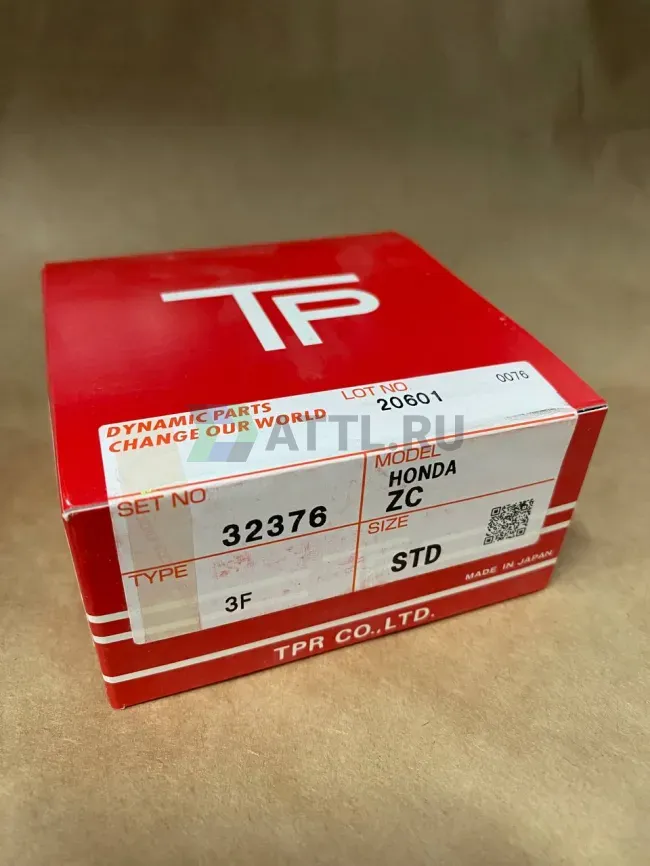 TP
DYNAMIC PARTS
CHANGE OUR WORLD
LOT NO.
20601
0076
ATTL.RU
SET NO
32376
MODEL
HONDA
ZC
TYPE
3F
SIZE
STD
MADE IN JAPAN
TPR CO.,LTD.